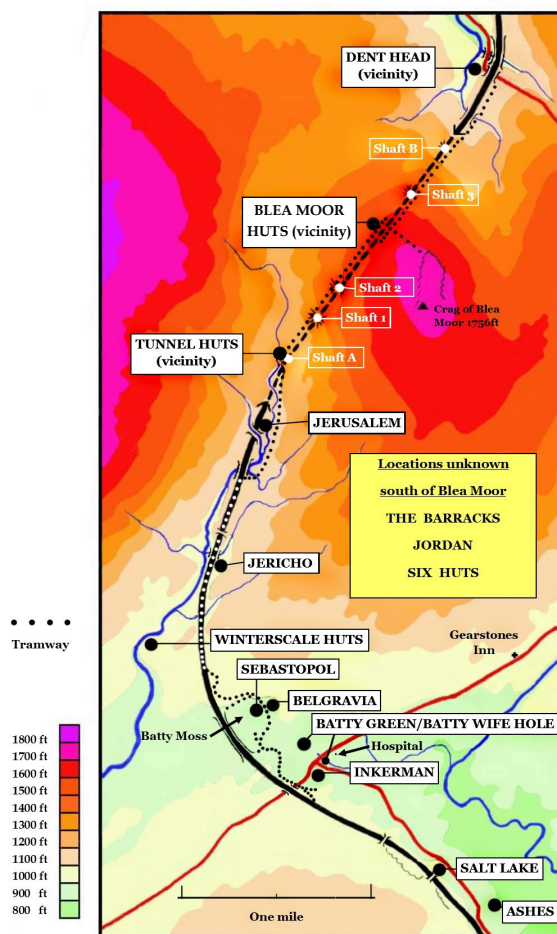 DENT HEAD
(vicinity)
Shaft B
Shaft 3
BLEA MOOR
HUTS (vicinity)
Shaft 2
Crag of Blea
Moor 1756ft
Shaft 1
TUNNEL HUTS
(vicinity)
Shaft A
JERUSALEM
Locations unknown
south of Blea Moor
THE BARRACKS
JORDAN
SIX HUTS
JERICHO
Tramway
WINTERSCALE HUTS
Gearstones
Inn
SEBASTOPOL
BELGRAVIA
BATTY GREEN/BATTY WIFE HOLE
Batty Moss
Hospital
INKERMAN
1800 ft
1700 ft
1600 ft
1500 ft
1400 ft
1300 ft
1200 ft
1100 ft
1000 ft
900 ft
800 ft
SALT LAKE
ASHES
One mile